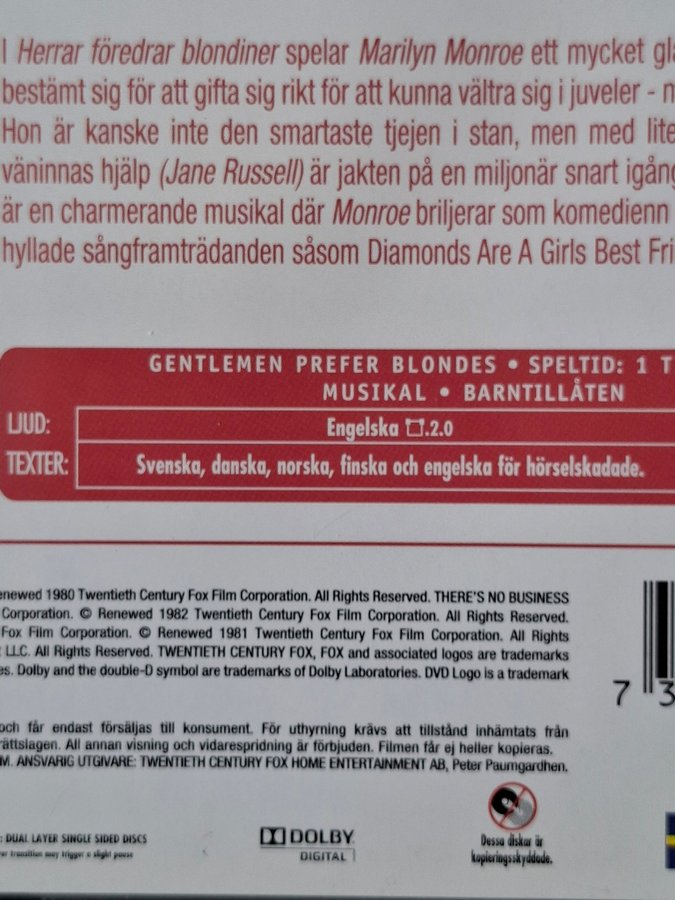 I Herrar föredrar blondiner spelar Marilyn Monroe ett mycket gla
bestämt sig för att gifta sig rikt för att kunna vältra sig i juveler - m
Hon är kanske inte den smartaste tjejen i stan, men med lite
väninnas hjälp (Jane Russell) är jakten på en miljonär snart igång
är en charmerande musikal där Monroe briljerar som komedienn
hyllade sångframträdanden såsom Diamonds Are A Girls Best Fri
GENTLEMEN PREFER BLONDES • SPELTID: 1 T
MUSIKAL • BARNTILLÅTEN
LJUD: Engelska .2.0
TEXTER: Svenska, danska, norska, finska och engelska för hörselskadade.
enewed 1980 Twentieth Century Fox Film Corporation. All Rights Reserved. THERE'S NO BUSINESS
Corporation. © Renewed 1982 Twentieth Century Fox Film Corporation. All Rights Reserved.
Fox Film Corporation. © Renewed 1981 Twentieth Century Fox Film Corporation. All Rights
LLC. All Rights Reserved. TWENTIETH CENTURY FOX, FOX and associated logos are trademarks
es. Dolby and the double-D symbol are trademarks of Dolby Laboratories. DVD Logo is a trademark
7 3
och får endast försäljas till konsument. För uthyrning krävs att tillstånd inhämtats från
rättslagen. All annan visning och vidarespridning är förbjuden. Filmen får ej heller kopieras.
M. ANSVARIG UTGIVARE: TWENTIETH CENTURY FOX HOME ENTERTAINMENT AB, Peter Paumgardhen.
: DUAL LAYER SINGLE SIDED DISCS
er transition may trigger a slight pause
DOLBY
DIGITAL
Dessa diskar är
kopieringsskyddade.